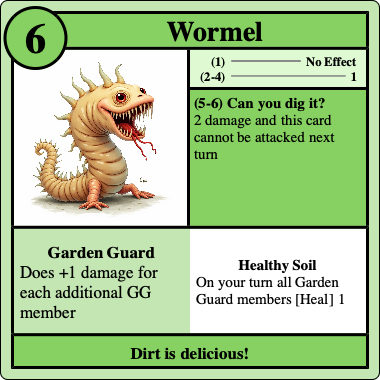 6
Wormel
(1) No Effect
(2-4) 1
(5-6) Can you dig it?
2 damage and this card
cannot be attacked next
turn
Garden Guard
Does +1 damage for
each additional GG
member
Healthy Soil
On your turn all Garden
Guard members [Heal] 1
Dirt is delicious!